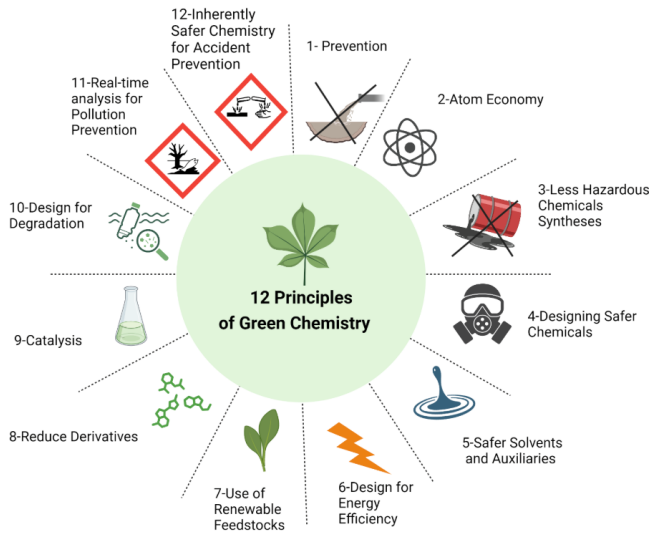 12-Inherently
Safer Chemistry
for Accident
Prevention
1- Prevention
2-Atom Economy
3-Less Hazardous
Chemicals
Syntheses
4-Designing Safer
Chemicals
5-Safer Solvents
and Auxiliaries
6-Design for
Energy
Efficiency
7-Use of
Renewable
Feedstocks
8-Reduce Derivatives
9-Catalysis
10-Design for
Degradation
11-Real-time
analysis for
Pollution
Prevention
12 Principles
of Green Chemistry